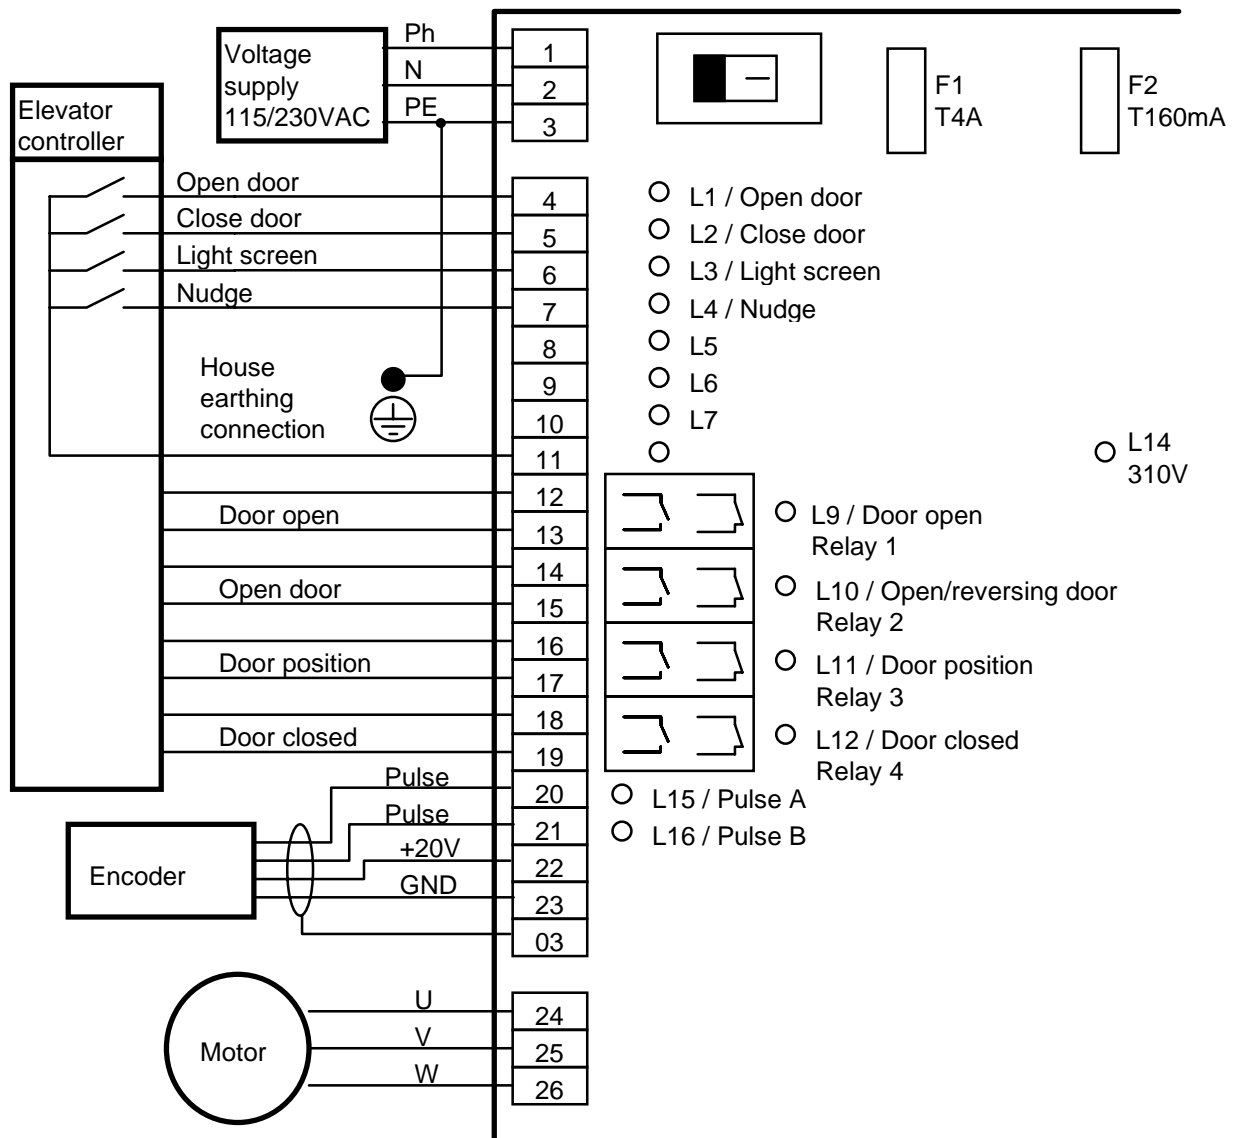 Voltage
supply
115/230VAC
Ph
N
PE
1
2
3
F1
T4A
F2
T160mA
Elevator
controller
Open door
Close door
Light screen
Nudge
House
earthing
connection
4
5
6
7
8
9
10
11
12
13
14
15
16
17
18
19
20
21
22
23
03
L1 / Open door
L2 / Close door
L3 / Light screen
L4 / Nudge
L5
L6
L7
L14
310V
Door open
Open door
Door position
Door closed
L9 / Door open
Relay 1
L10 / Open/reversing door
Relay 2
L11 / Door position
Relay 3
L12 / Door closed
Relay 4
L15 / Pulse A
L16 / Pulse B
Pulse
Pulse
+20V
GND
Encoder
Motor
U
V
W
24
25
26